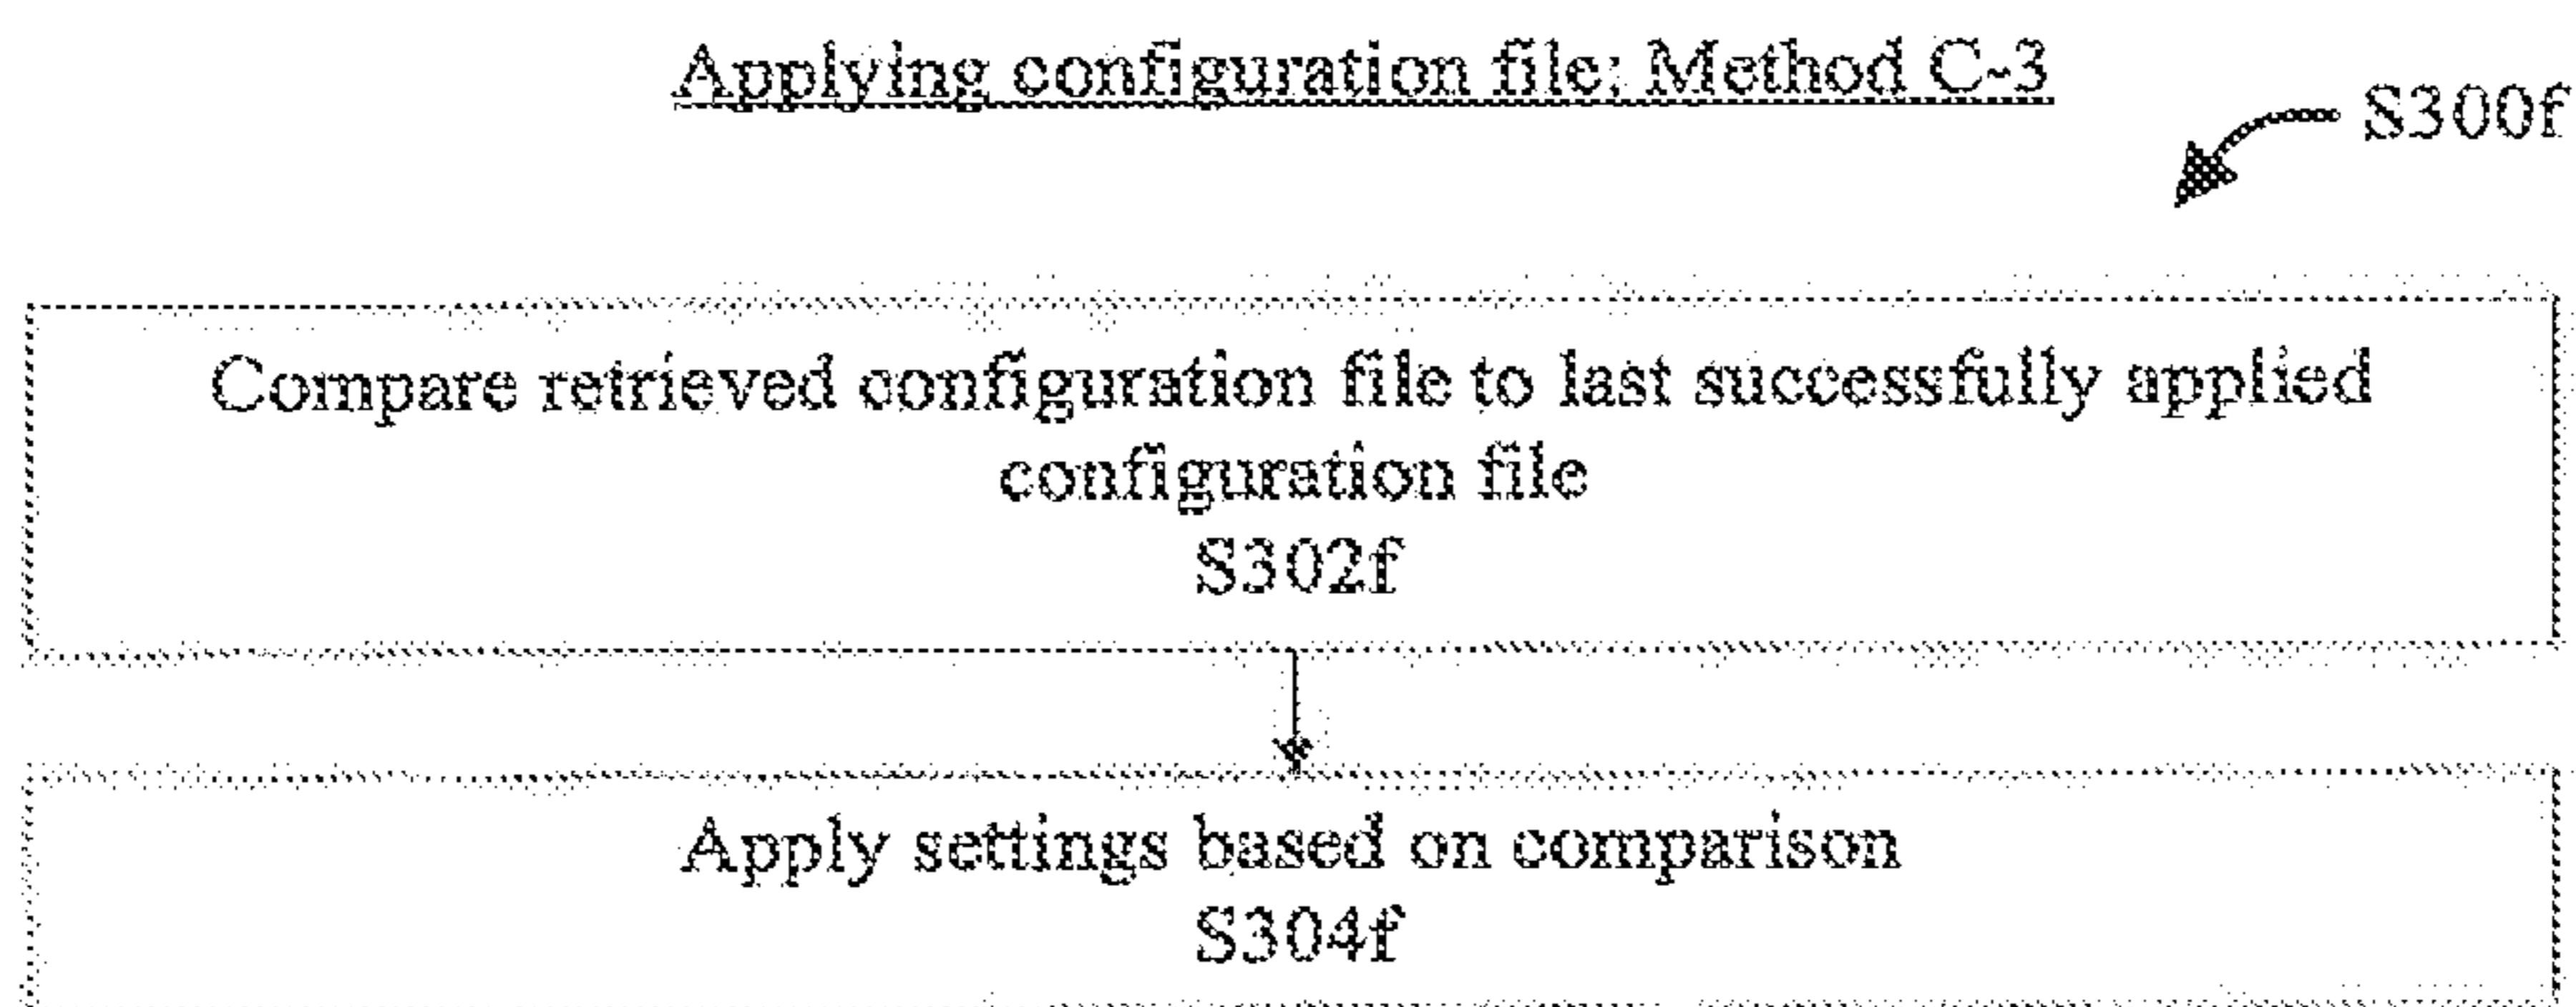 Applying configuration file: Method C-3
S300f
Compare retrieved configuration file to last successfully applied
configuration file
S302f
Apply settings based on comparison
S304f